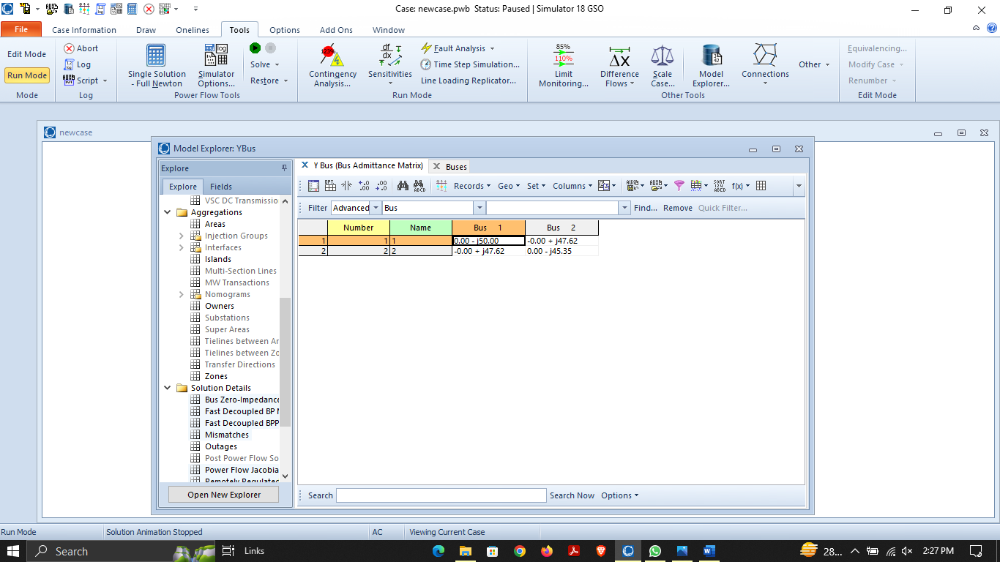 Case: newcase.pwb Status: Paused | Simulator 18 GSO
File Case Information Draw Onelines Tools Options Add Ons Window
Edit Mode
Run Mode
Mode
Abort
Log
Script
Log
Single Solution
- Full Newton
Simulator
Options...
Solve
Restore
Power Flow Tools
Contingency
Analysis...
Sensitivities
Fault Analysis
Time Step Simulation...
Line Loading Replicator...
Run Mode
85%
110%
Limit
Monitoring...
Difference
Flows
Scale
Case...
Model
Explorer...
Connections
Other
Other Tools
Equivalencing...
Modify Case
Renumber
Edit Mode
newcase
Model Explorer: YBus
Explore
Explore Fields
VSC DC Transmissio
Aggregations
Areas
Injection Groups
Interfaces
Islands
Multi-Section Lines
MW Transactions
Nomograms
Owners
Substations
Super Areas
Tielines between Ar
Tielines between Zo
Transfer Directions
Zones
Solution Details
Bus Zero-Impedance
Fast Decoupled BP M
Fast Decoupled BPP
Mismatches
Outages
Post Power Flow So
Power Flow Jacobia
Remotely Regulated
Open New Explorer
Y Bus (Bus Admittance Matrix) Buses
Records Geo Set Columns f(x)
Filter Advanced Bus Find... Remove Quick Filter...
Number Name Bus 1 Bus 2
1 1 1 0.00 - j50.00 -0.00 + j47.62
2 2 2 -0.00 + j47.62 0.00 - j45.35
Search Search Now Options
Run Mode Solution Animation Stopped AC Viewing Current Case
Search Links 28... 2:27 PM